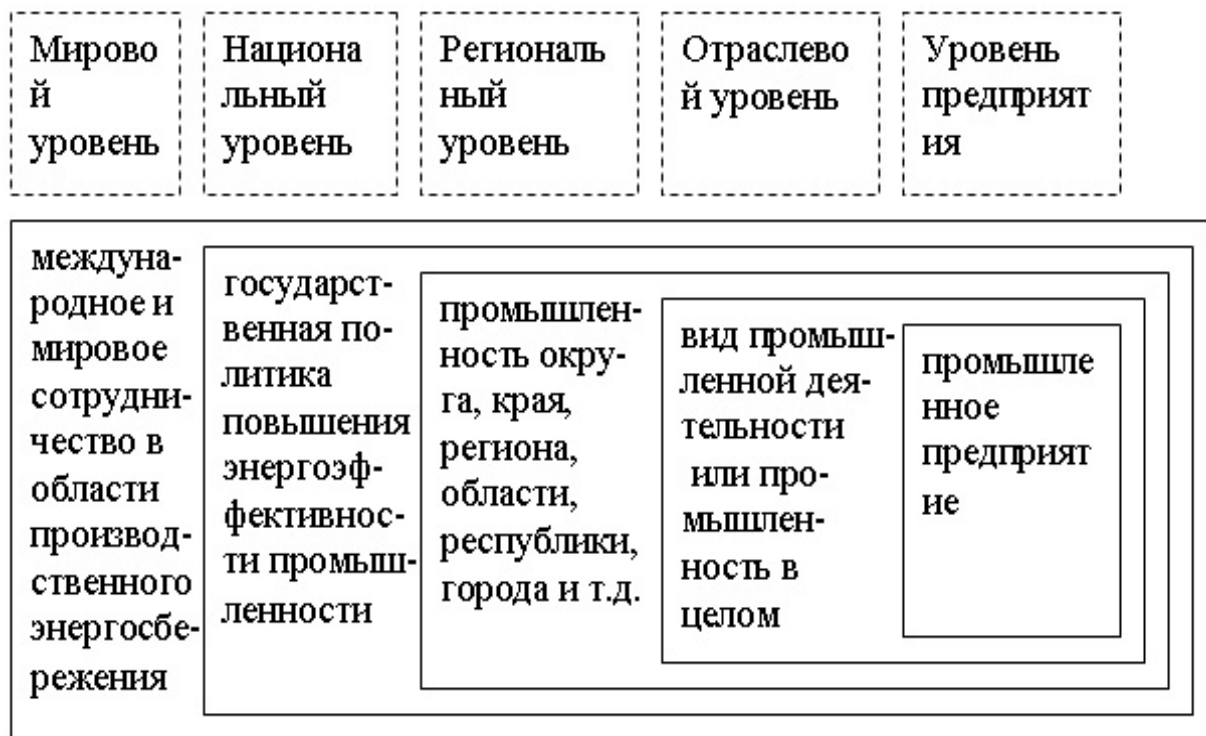 Мирово
й
уровень
Национа
льный
уровень
Региональ
ный
уровень
Отраслево
й уровень
Уровень
предприят
ия
междуна-
родное и
мировое
сотрудни-
чество в
области
производ-
ственного
энергосбе-
режения
государст-
венная по-
литика
повышения
энергоэф-
фективнос-
ти промыш-
ленности
промышлен-
ность окру-
га, края,
региона,
области,
республики,
города и т.д.
вид промыш-
ленной дея-
тельности
или про-
мышлен-
ность в
целом
промышле
нное
предприят
ие